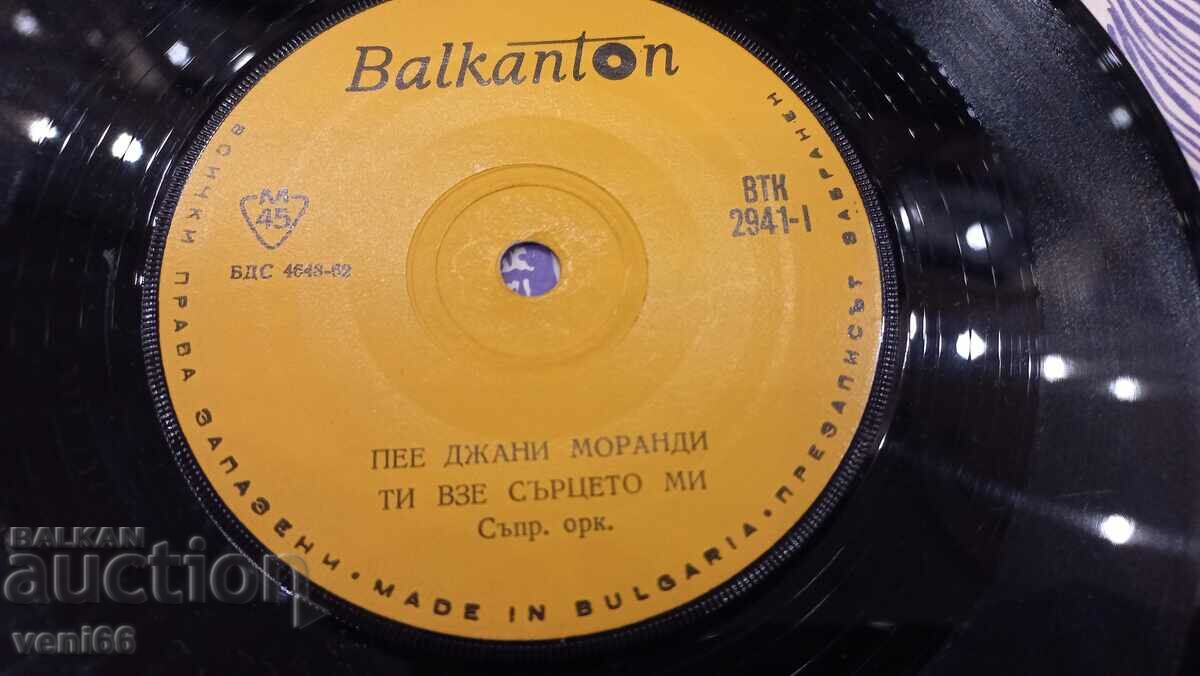 Balkanton
М
45
БДС 4648-62
ВТК
2941-I
ПЕЕ ДЖАНИ МОРАНДИ
ТИ ВЗЕ СЪРЦЕТО МИ
Съпр. орк.
ВСИЧКИ ПРАВА ЗАПАЗЕНИ • MADE IN BULGARIA • ПРЕЗАПИСЪТ ЗАБРАНЕН
BALKAN
auction
veni66